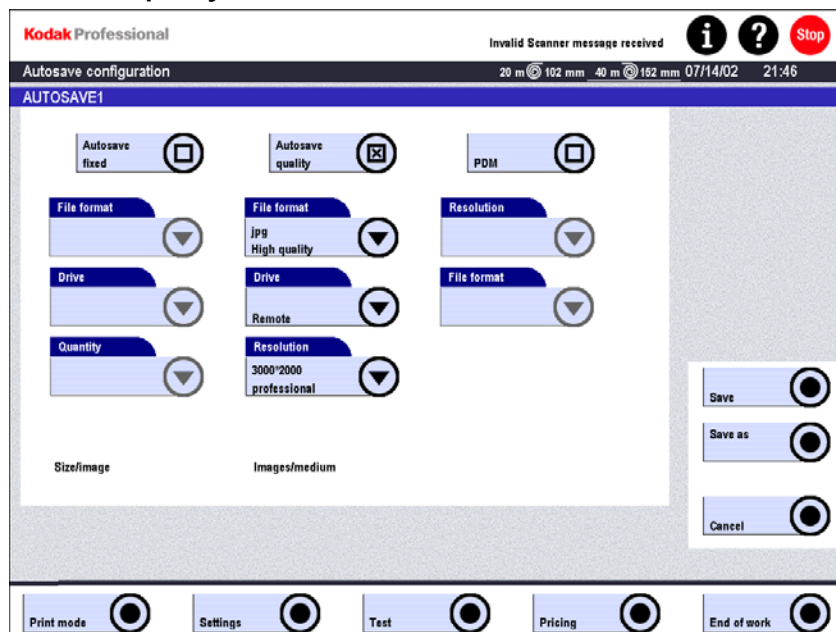 Kodak Professional
Invalid Scanner message received
i ? Stop
Autosave configuration 20 m 102 mm 40 m 152 mm 07/14/02 21:46
AUTOSAVE1
Autosave fixed
Autosave quality
PDM
File format
File format
jpg
High quality
Resolution
Drive
Drive
Remote
File format
Quantity
Resolution
3000*2000
professional
Save
Save as
Size/image
Images/medium
Cancel
Print mode
Settings
Test
Pricing
End of work